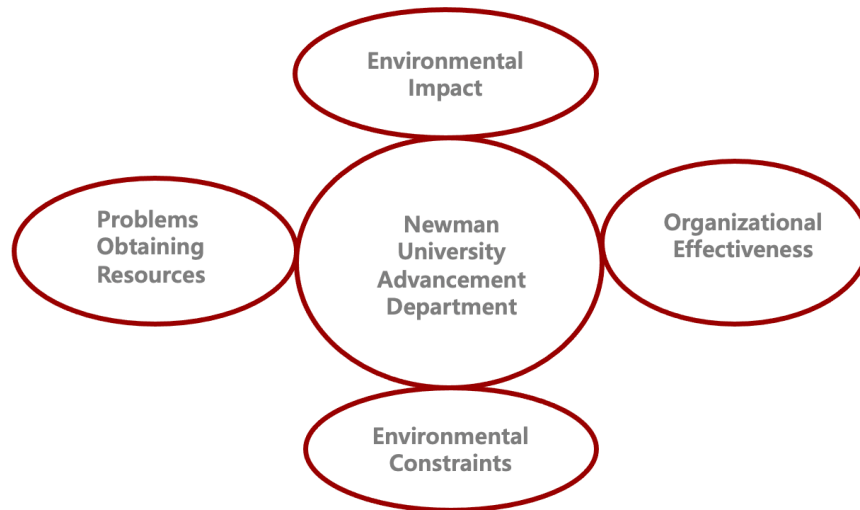 Environmental
Impact
Problems
Obtaining
Resources
Newman
University
Advancement
Department
Organizational
Effectiveness
Environmental
Constraints